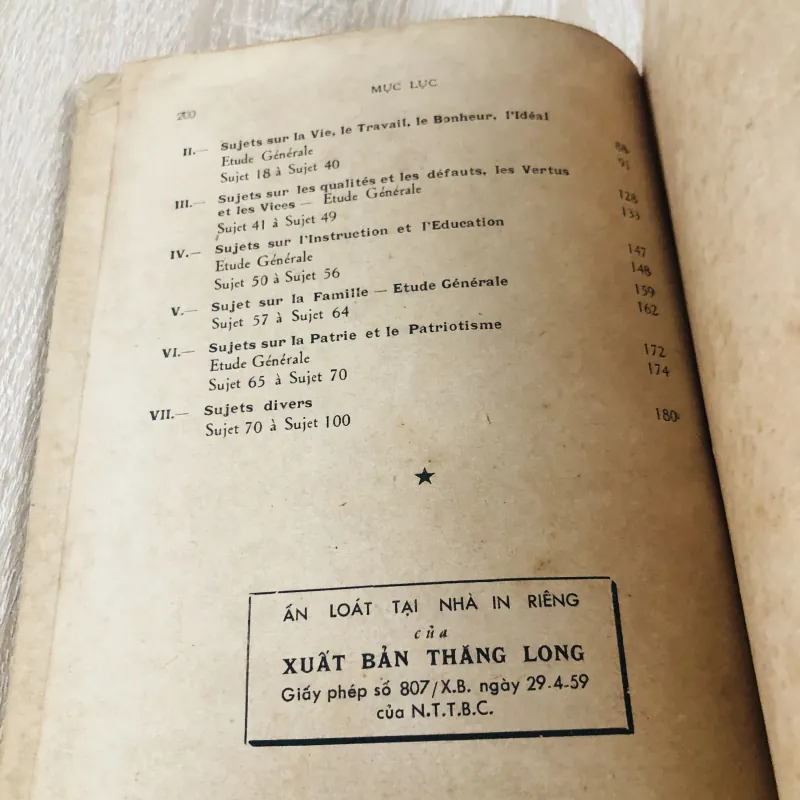 200
MỤC LỤC
II.— Sujets sur la Vie, le Travail, le Bonheur, l'Idéal
Etude Générale 88
Sujet 18 à Sujet 40 91
III.— Sujets sur les qualités et les défauts, les Vertus
et les Vices — Etude Générale 128
Sujet 41 à Sujet 49 133
IV.— Sujets sur l'Instruction et l'Education
Etude Générale 147
Sujet 50 à Sujet 56 148
V.— Sujet sur la Famille — Etude Générale 159
Sujet 57 à Sujet 64 162
VI.— Sujets sur la Patrie et le Patriotisme
Etude Générale 172
Sujet 65 à Sujet 70 174
VII.— Sujets divers
Sujet 70 à Sujet 100 180
ẤN LOÁT TẠI NHÀ IN RIÊNG
của
XUẤT BẢN THĂNG LONG
Giấy phép số 807/X.B. ngày 29-4-59
của N.T.T.B.C.